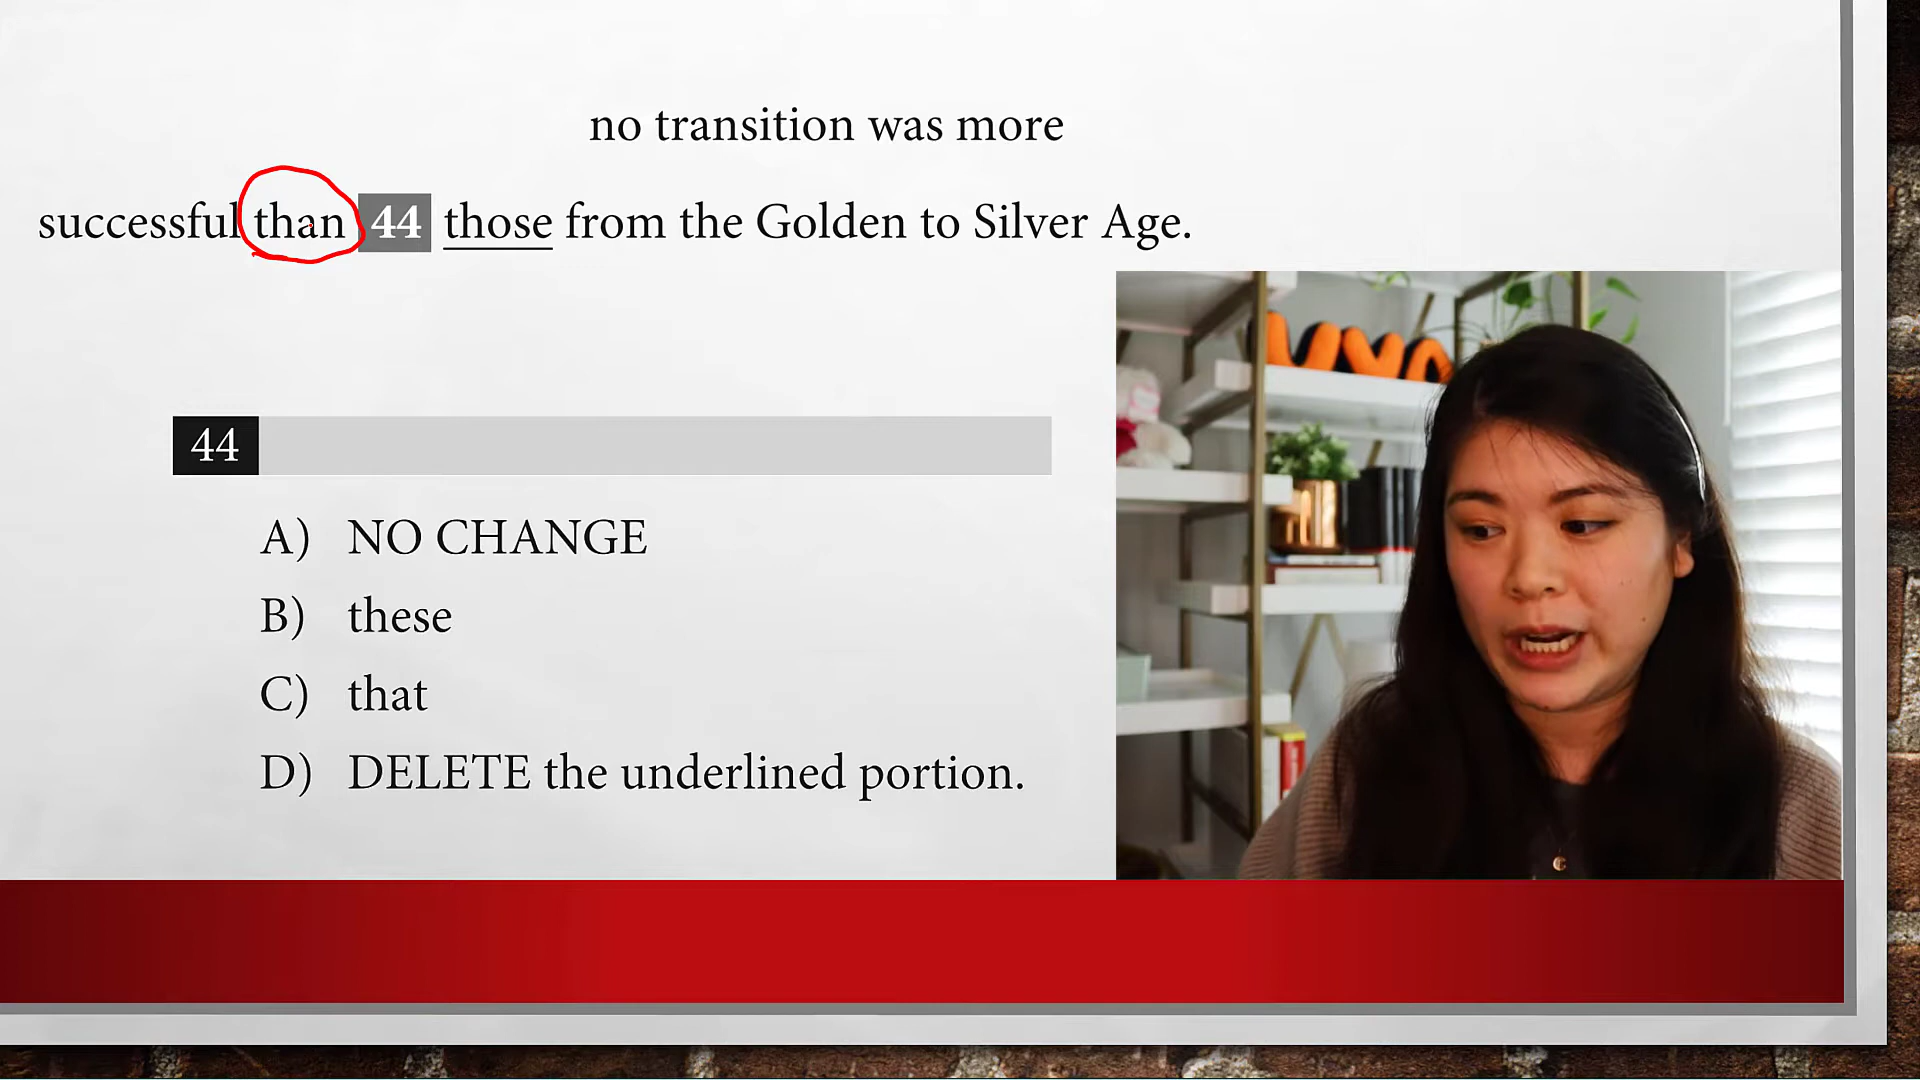 no transition was more
successful than 44 those from the Golden to Silver Age.
44
A) NO CHANGE
B) these
C) that
D) DELETE the underlined portion.